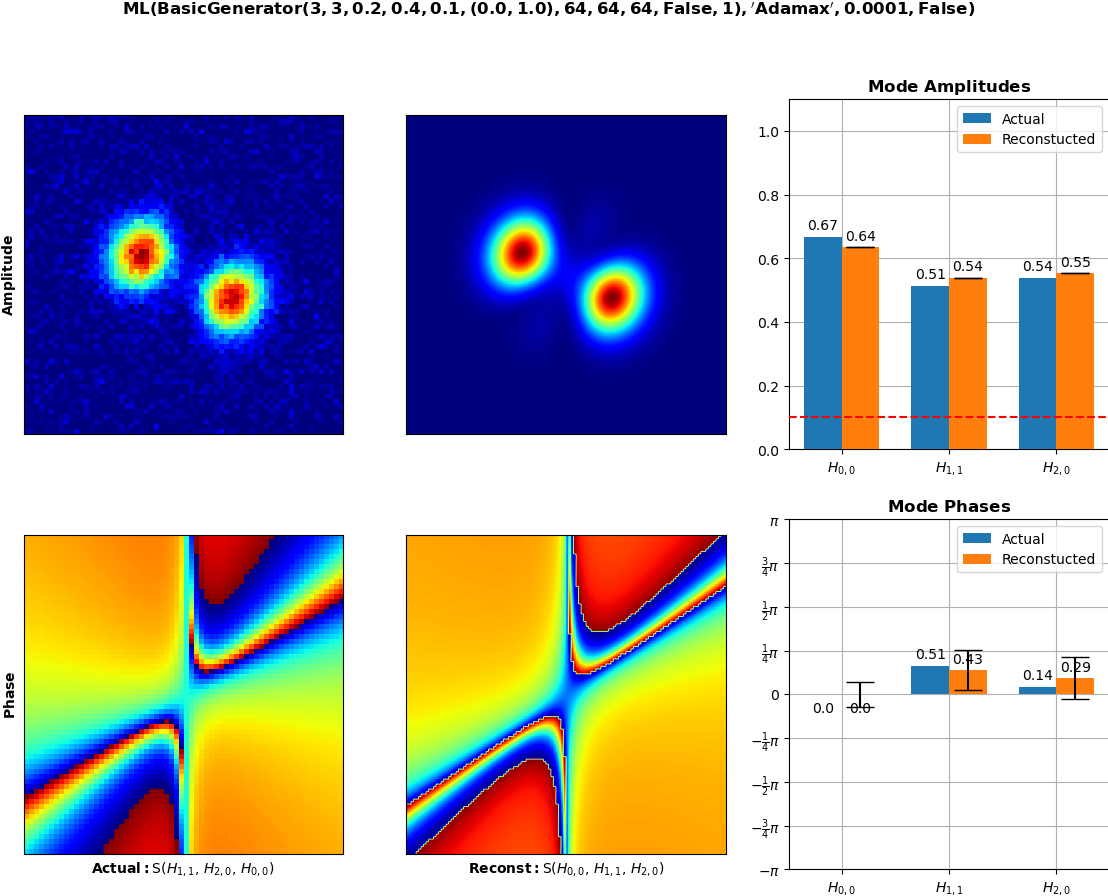 ML(BasicGenerator(3, 3, 0.2, 0.4, 0.1, (0.0, 1.0), 64, 64, 64, False, 1), ′Adamax′, 0.0001, False)
Amplitude
Mode Amplitudes
Actual
Reconstucted
1.0
0.8
0.6
0.4
0.2
0.0
0.67
0.64
0.51
0.54
0.54
0.55
H0,0
H1,1
H2,0
Phase
Actual: S(H1,1, H2,0, H0,0)
Reconst: S(H0,0, H1,1, H2,0)
Mode Phases
Actual
Reconstucted
π
3/4π
1/2π
1/4π
0
−1/4π
−1/2π
−3/4π
−π
0.0
0.0
0.51
0.43
0.14
0.29
H0,0
H1,1
H2,0